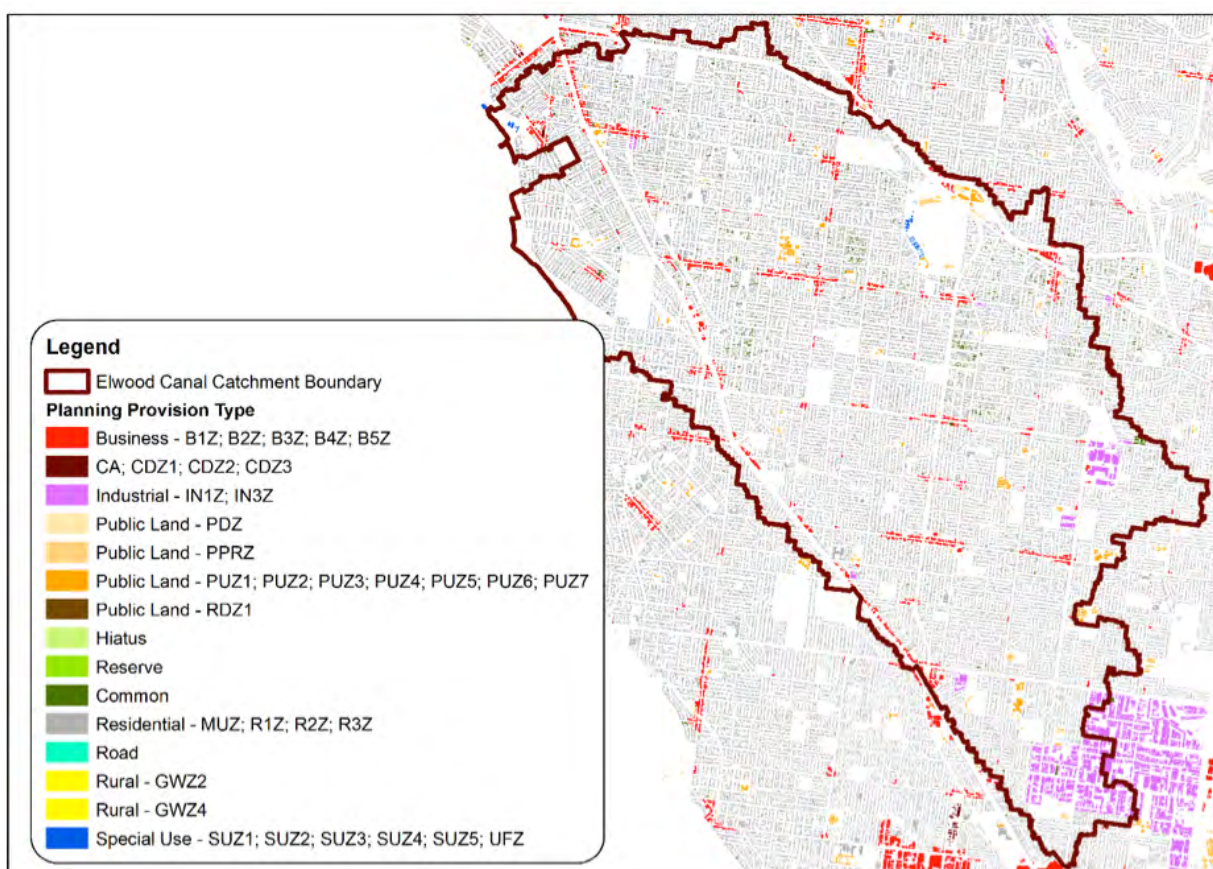 Legend
Elwood Canal Catchment Boundary
Planning Provision Type
Business - B1Z; B2Z; B3Z; B4Z; B5Z
CA; CDZ1; CDZ2; CDZ3
Industrial - IN1Z; IN3Z
Public Land - PDZ
Public Land - PPRZ
Public Land - PUZ1; PUZ2; PUZ3; PUZ4; PUZ5; PUZ6; PUZ7
Public Land - RDZ1
Hiatus
Reserve
Common
Residential - MUZ; R1Z; R2Z; R3Z
Road
Rural - GWZ2
Rural - GWZ4
Special Use - SUZ1; SUZ2; SUZ3; SUZ4; SUZ5; UFZ